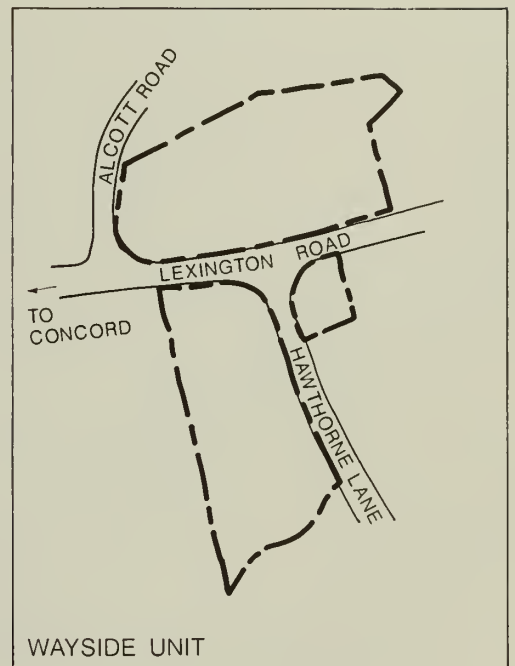 ALCOTT ROAD
LEXINGTON ROAD
TO
CONCORD
HAWTHORNE LANE
WAYSIDE UNIT